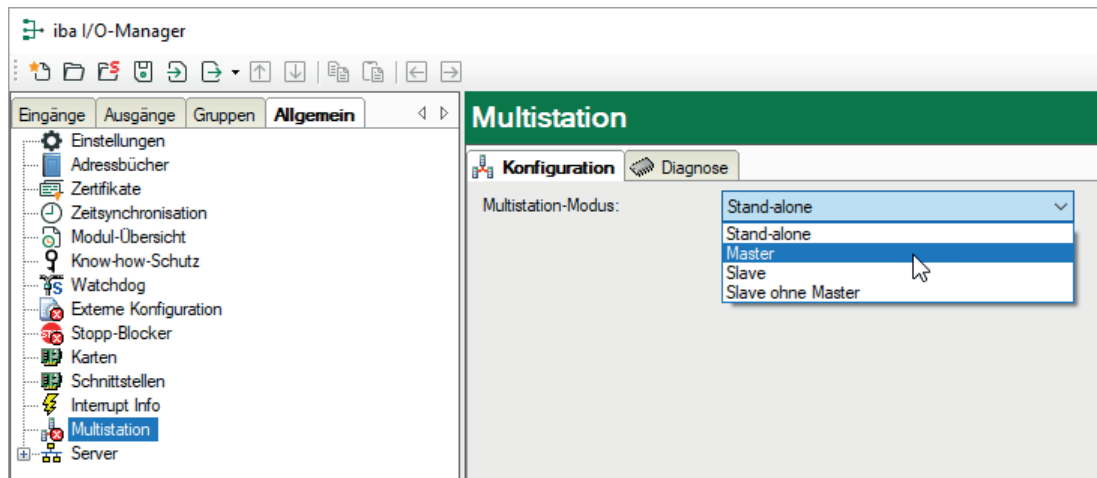 iba I/O-Manager
Eingänge Ausgänge Gruppen Allgemein
Einstellungen
Adressbücher
Zertifikate
Zeitsynchronisation
Modul-Übersicht
Know-how-Schutz
Watchdog
Externe Konfiguration
Stopp-Blocker
Karten
Schnittstellen
Interrupt Info
Multistation
Server
Multistation
Konfiguration Diagnose
Multistation-Modus: Stand-alone
Stand-alone
Master
Slave
Slave ohne Master